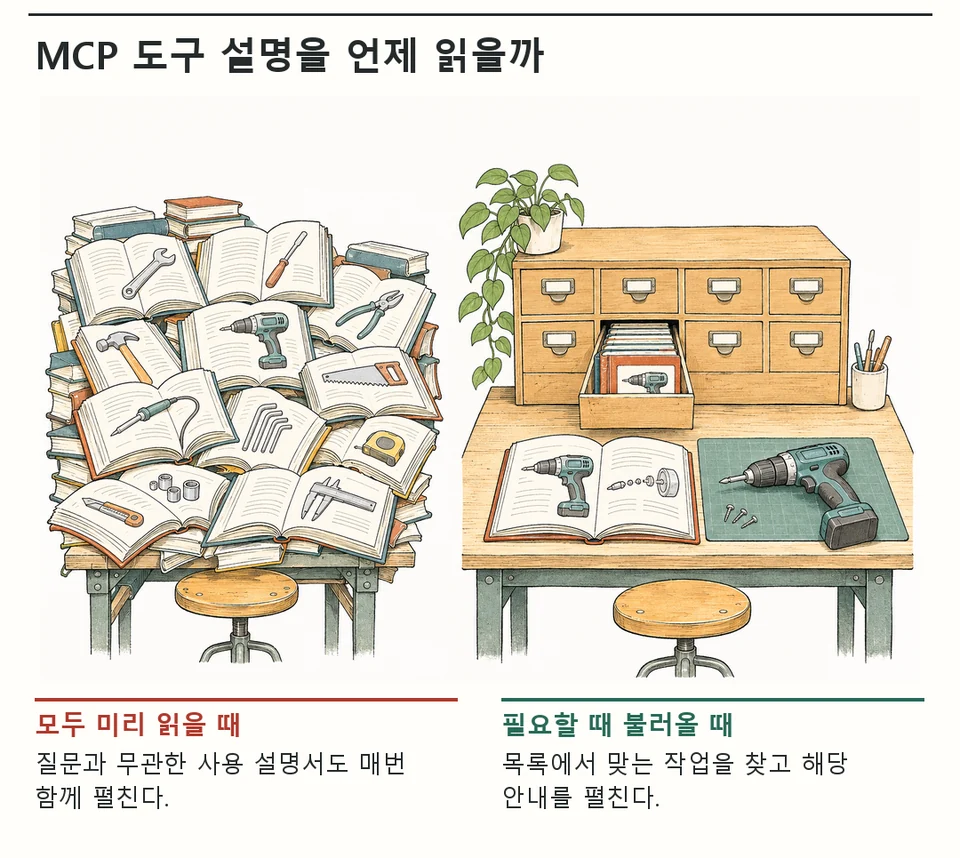 MCP 도구 설명을 언제 읽을까
모두 미리 읽을 때
질문과 무관한 사용 설명서도 매번
함께 펼친다.
필요할 때 불러올 때
목록에서 맞는 작업을 찾고 해당
안내를 펼친다.